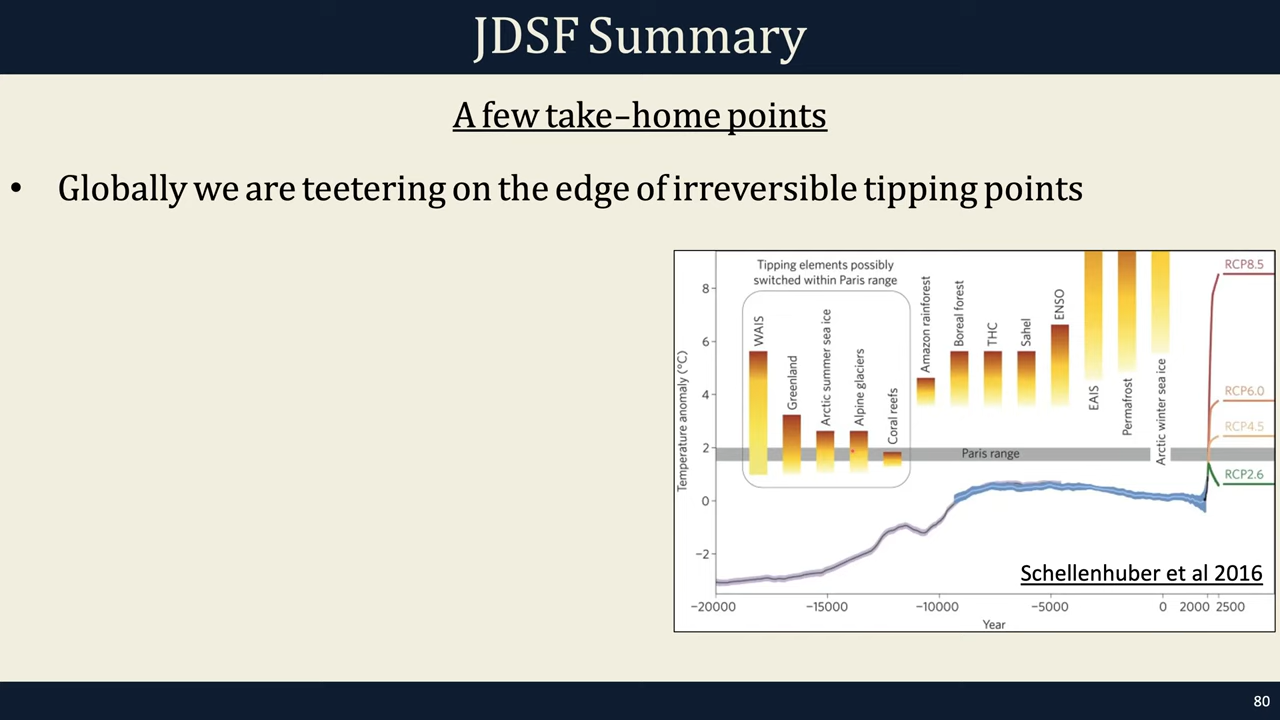 JDSF Summary
A few take-home points
• Globally we are teetering on the edge of irreversible tipping points
Tipping elements possibly
switched within Paris range
WAIS
Greenland
Arctic summer sea ice
Alpine glaciers
Coral reefs
Amazon rainforest
Boreal forest
THC
Sahel
ENSO
EAIS
Permafrost
Arctic winter sea ice
RCP8.5
RCP6.0
RCP4.5
RCP2.6
Paris range
Temperature anomaly (°C)
8
6
4
2
0
−2
Schellenhuber et al 2016
−20000 −15000 −10000 −5000 0 2000 2500
Year
80